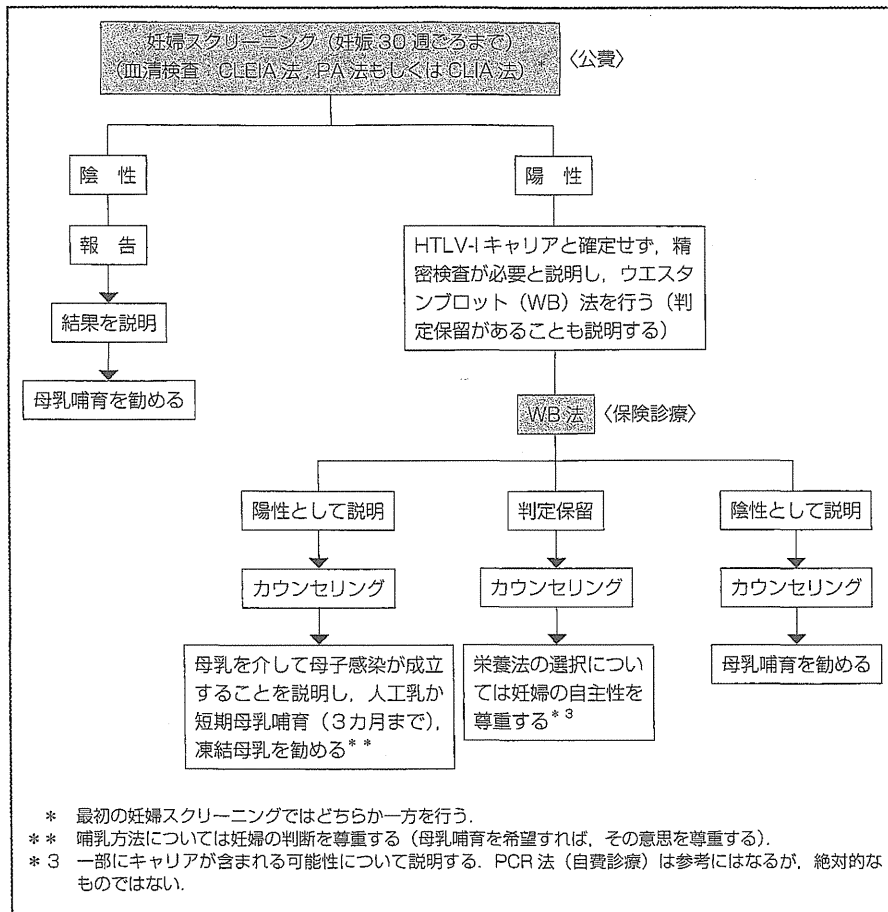 妊婦スクリーニング（妊娠30週ごろまで）
（血清検査：CLEIA法，PA法もしくはCLIA法）*
〈公費〉
陰 性
陽 性
報 告
HTLV-Iキャリアと確定せず，精
密検査が必要と説明し，ウエスタ
ンブロット（WB）法を行う（判
定保留があることも説明する）
結果を説明
母乳哺育を勧める
WB法
〈保険診療〉
陽性として説明
判定保留
陰性として説明
カウンセリング
カウンセリング
カウンセリング
母乳を介して母子感染が成立
することを説明し，人工乳か
短期母乳哺育（3カ月まで），
凍結母乳を勧める**
栄養法の選択につい
ては妊婦の自主性を
尊重する*3
母乳哺育を勧める
* 最初の妊婦スクリーニングではどちらか一方を行う．
** 哺乳方法については妊婦の判断を尊重する（母乳哺育を希望すれば，その意思を尊重する）．
*3 一部にキャリアが含まれる可能性について説明する．PCR法（自費診療）は参考にはなるが，絶対的な
ものではない．